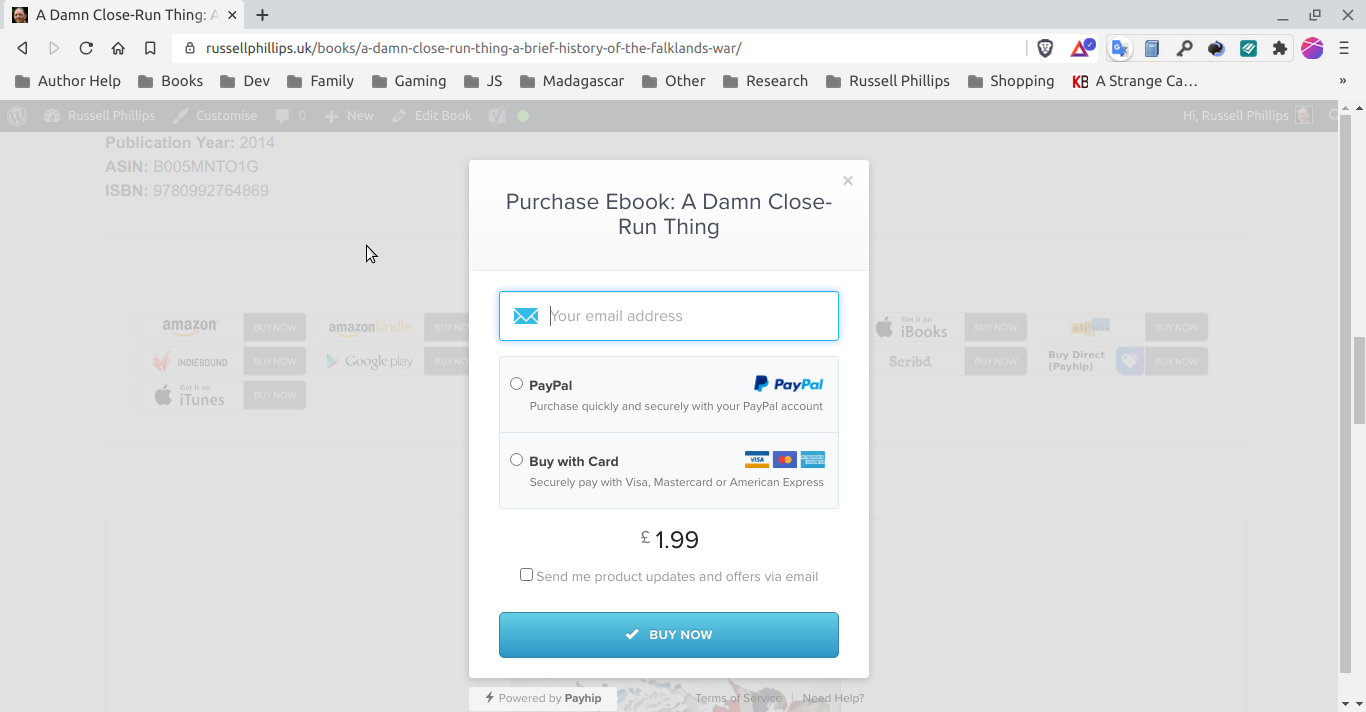 A Damn Close-Run Thing: A
russellphillips.uk/books/a-damn-close-run-thing-a-brief-history-of-the-falklands-war/
Author Help Books Dev Family Gaming JS Madagascar Other Research Russell Phillips Shopping KB A Strange Ca… »
Russell Phillips Customise 0 New Edit Book Hi, Russell Phillips
Publication Year: 2014
ASIN: B005MNTO1G
ISBN: 9780992764869
Purchase Ebook: A Damn Close-
Run Thing
Your email address
amazon BUY NOW amazonkindle BUY NO Get it on iBooks BUY NOW BUY NOW
INDIEBOUND BUY NOW Google play BUY NO Scribd. BUY NOW Buy Direct (Payhip) BUY NOW
Get it on iTunes BUY NOW
PayPal PayPal
Purchase quickly and securely with your PayPal account
Buy with Card VISA
Securely pay with Visa, Mastercard or American Express
£ 1.99
Send me product updates and offers via email
BUY NOW
Powered by Payhip Terms of Service | Need Help?